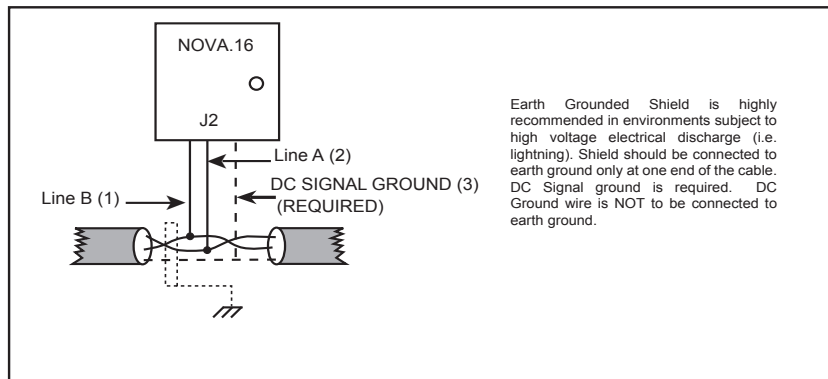 NOVA.16
J2
Line A (2)
Line B (1)
DC SIGNAL GROUND (3)
(REQUIRED)
Earth Grounded Shield is highly
recommended in environments subject to
high voltage electrical discharge (i.e.
lightning). Shield should be connected to
earth ground only at one end of the cable.
DC Signal ground is required. DC
Ground wire is NOT to be connected to
earth ground.